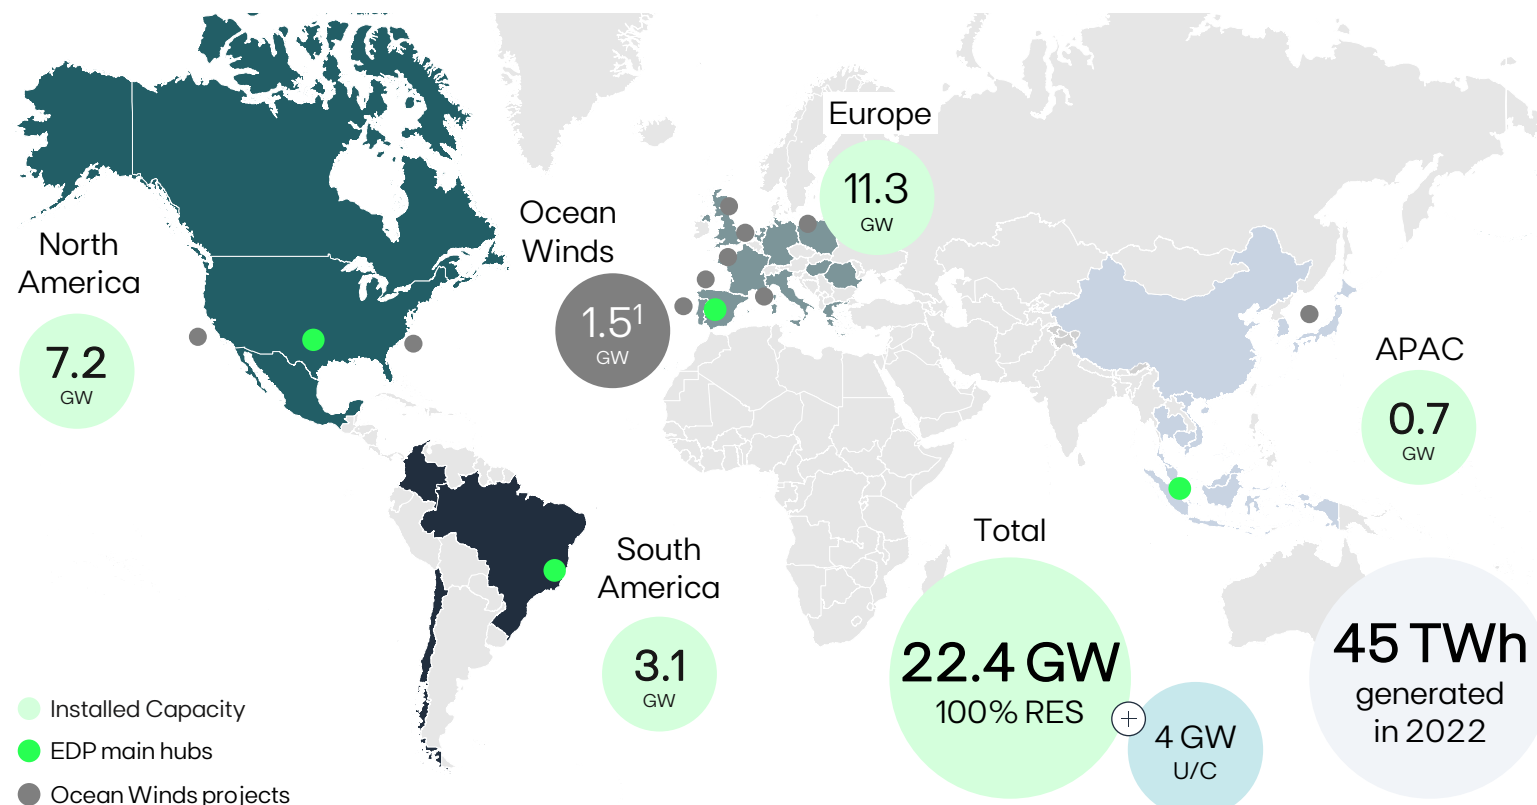 Europe
11.3
GW
Ocean
Winds
1.5¹
GW
North
America
7.2
GW
APAC
0.7
GW
South
America
3.1
GW
Total
22.4 GW
100% RES
+
4 GW
U/C
45 TWh
generated
in 2022
Installed Capacity
EDP main hubs
Ocean Winds projects